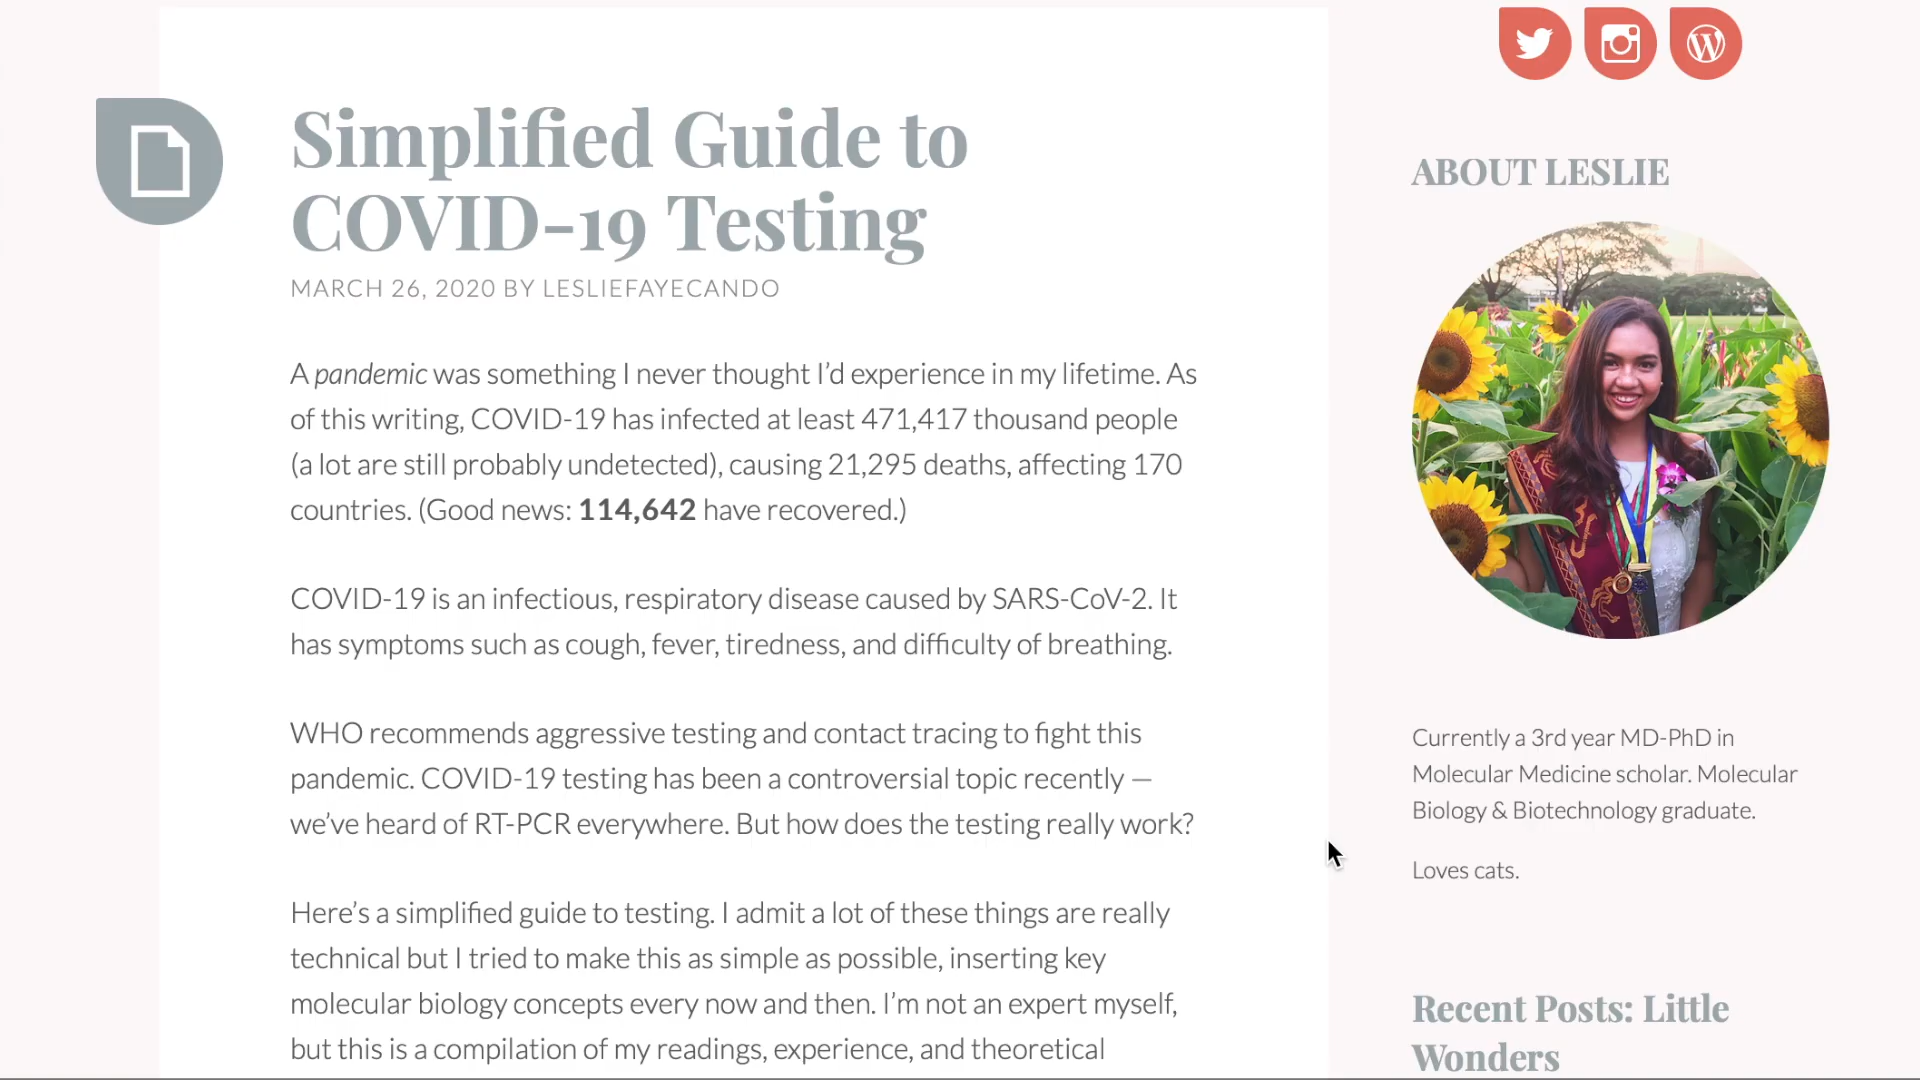 Simplified Guide to
COVID-19 Testing
MARCH 26, 2020 BY LESLIEFAYECANDO
A pandemic was something I never thought I’d experience in my lifetime. As
of this writing, COVID-19 has infected at least 471,417 thousand people
(a lot are still probably undetected), causing 21,295 deaths, affecting 170
countries. (Good news: 114,642 have recovered.)
COVID-19 is an infectious, respiratory disease caused by SARS-CoV-2. It
has symptoms such as cough, fever, tiredness, and difficulty of breathing.
WHO recommends aggressive testing and contact tracing to fight this
pandemic. COVID-19 testing has been a controversial topic recently —
we’ve heard of RT-PCR everywhere. But how does the testing really work?
Here’s a simplified guide to testing. I admit a lot of these things are really
technical but I tried to make this as simple as possible, inserting key
molecular biology concepts every now and then. I’m not an expert myself,
but this is a compilation of my readings, experience, and theoretical
ABOUT LESLIE
Currently a 3rd year MD-PhD in
Molecular Medicine scholar. Molecular
Biology & Biotechnology graduate.
Loves cats.
Recent Posts: Little
Wonders